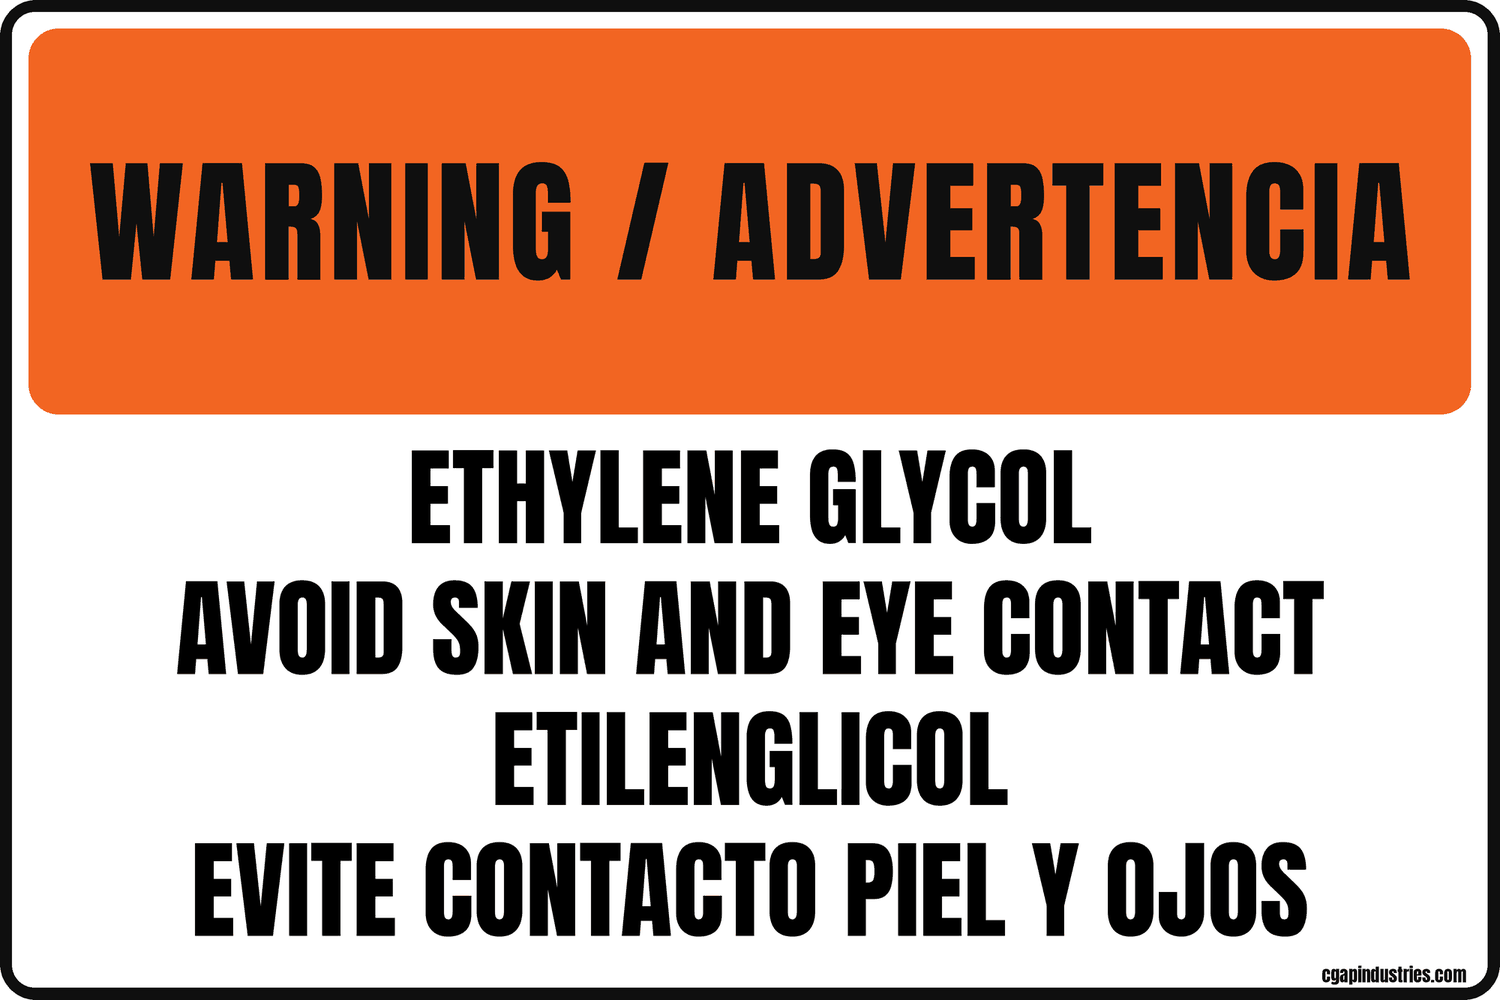 WARNING / ADVERTENCIA
ETHYLENE GLYCOL
AVOID SKIN AND EYE CONTACT
ETILENGLICOL
EVITE CONTACTO PIEL Y OJOS
cgapindustries.com